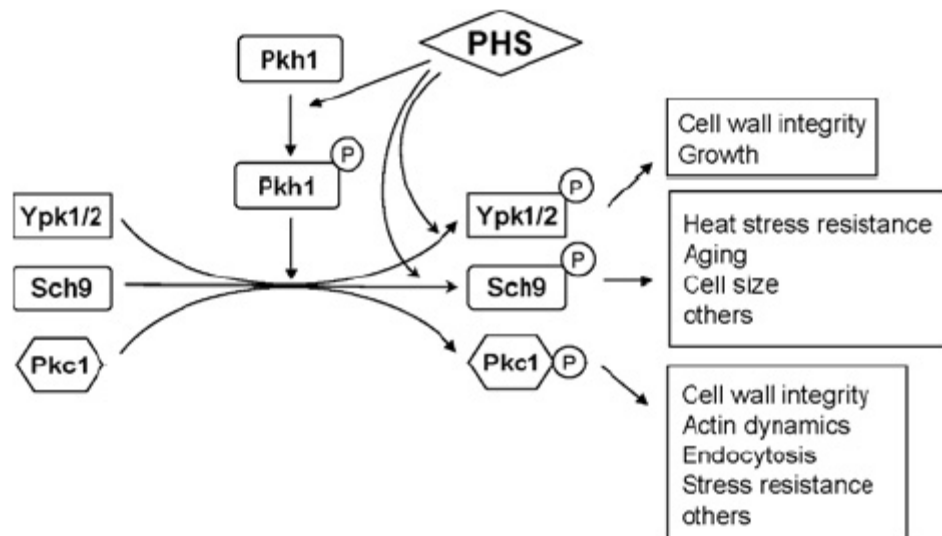 PHS
Pkh1
P
Pkh1
Ypk1/2
Sch9
Pkc1
P
Ypk1/2
P
Sch9
Pkc1
P
Cell wall integrity
Growth
Heat stress resistance
Aging
Cell size
others
Cell wall integrity
Actin dynamics
Endocytosis
Stress resistance
others